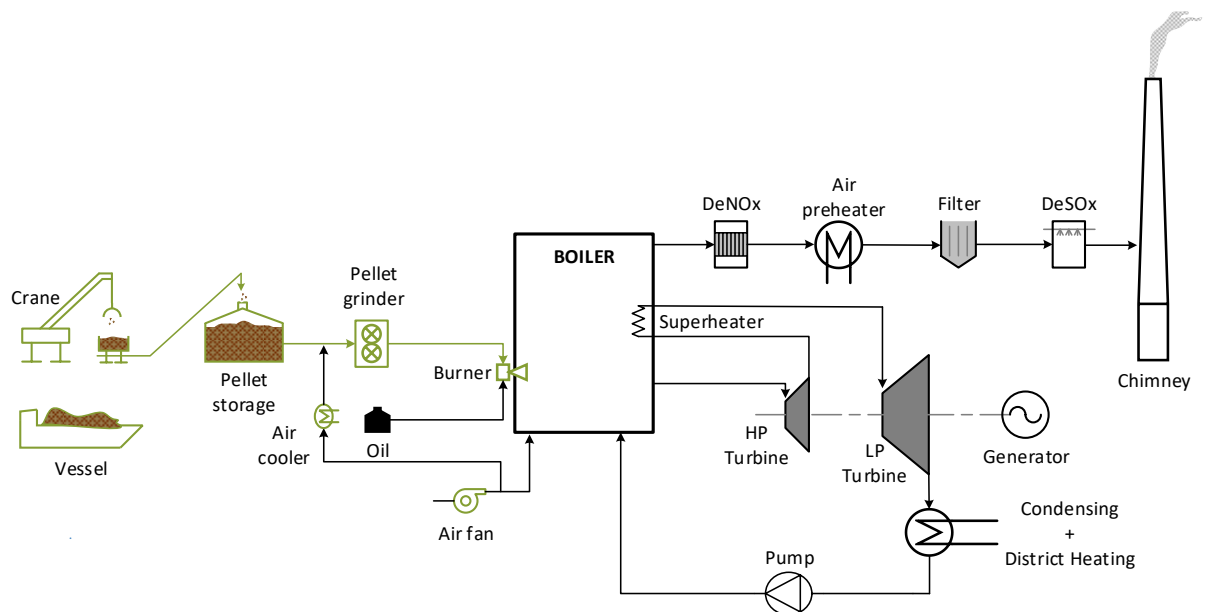 DeNOx
Air
preheater
Filter
DeSOx
BOILER
Pellet
grinder
Crane
Superheater
Burner
Pellet
storage
Chimney
Air
cooler
Oil
HP
Turbine
LP
Turbine
Generator
Vessel
Air fan
Condensing
+
District Heating
Pump